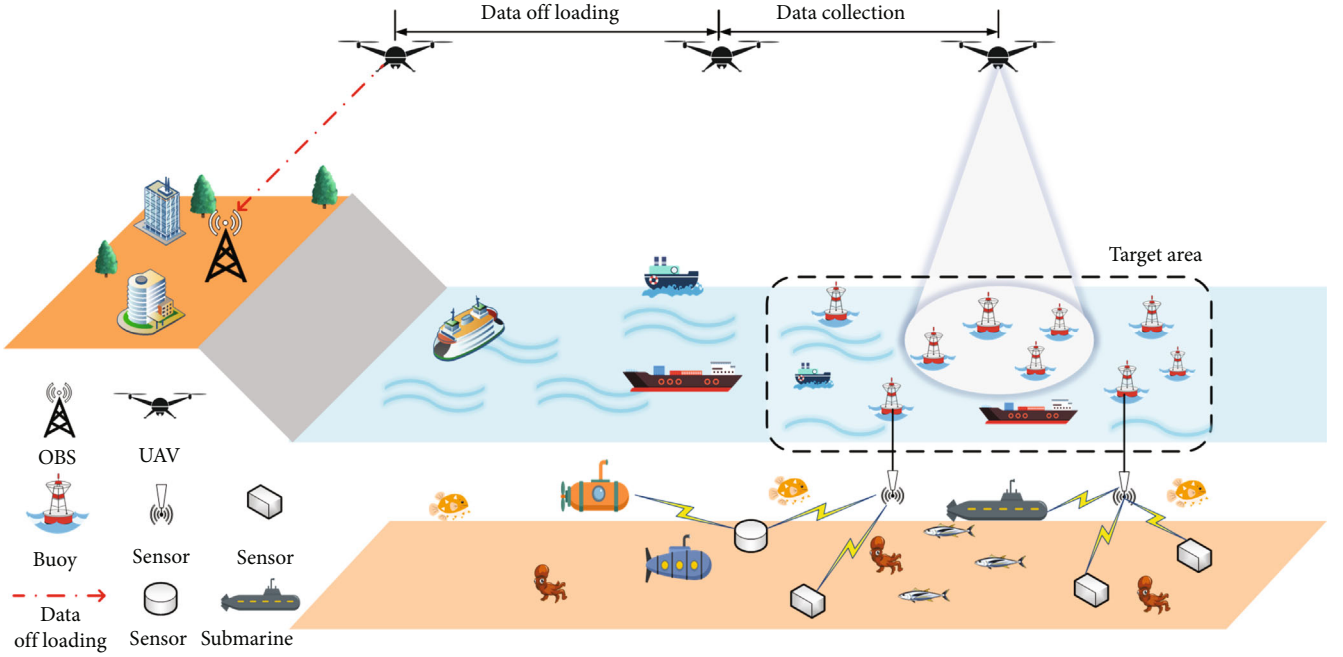 Data off loading
Data collection
Target area
OBS
UAV
Buoy
Sensor
Sensor
Data
off loading
Sensor
Submarine